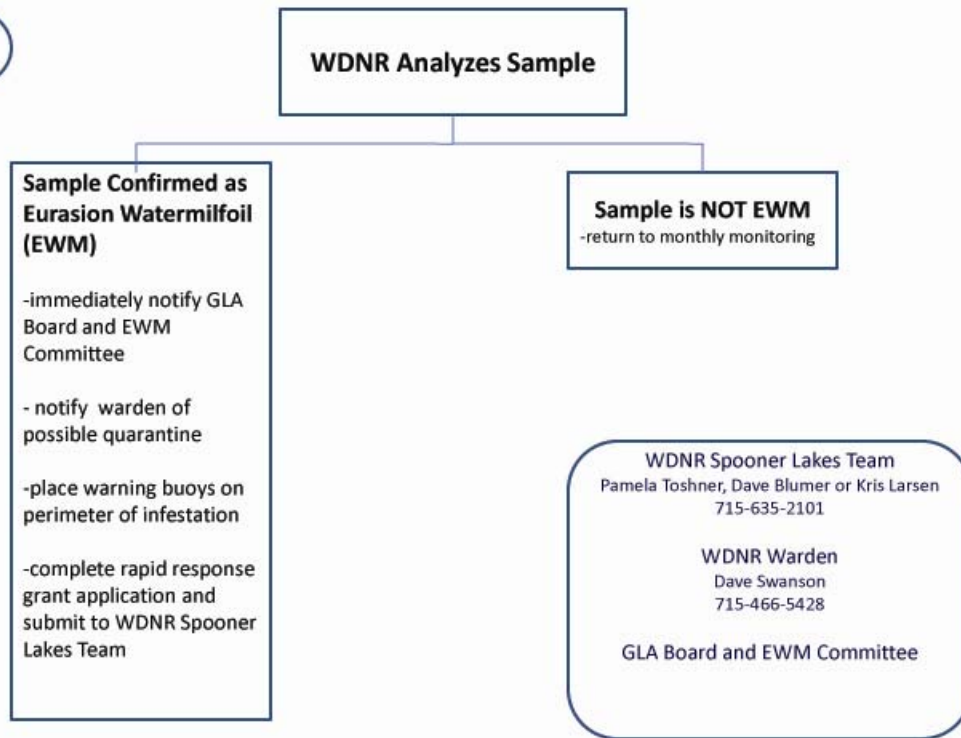 WDNR Analyzes Sample
Sample Confirmed as
Eurasion Watermilfoil
(EWM)
-immediately notify GLA
Board and EWM
Committee
- notify warden of
possible quarantine
-place warning buoys on
perimeter of infestation
-complete rapid response
grant application and
submit to WDNR Spooner
Lakes Team
Sample is NOT EWM
-return to monthly monitoring
WDNR Spooner Lakes Team
Pamela Toshner, Dave Blumer or Kris Larsen
715-635-2101
WDNR Warden
Dave Swanson
715-466-5428
GLA Board and EWM Committee